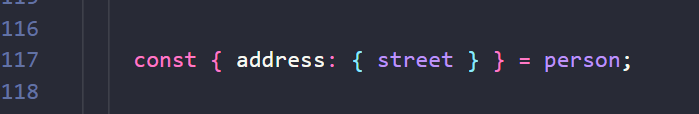 116
117 const { address: { street } } = person;
118